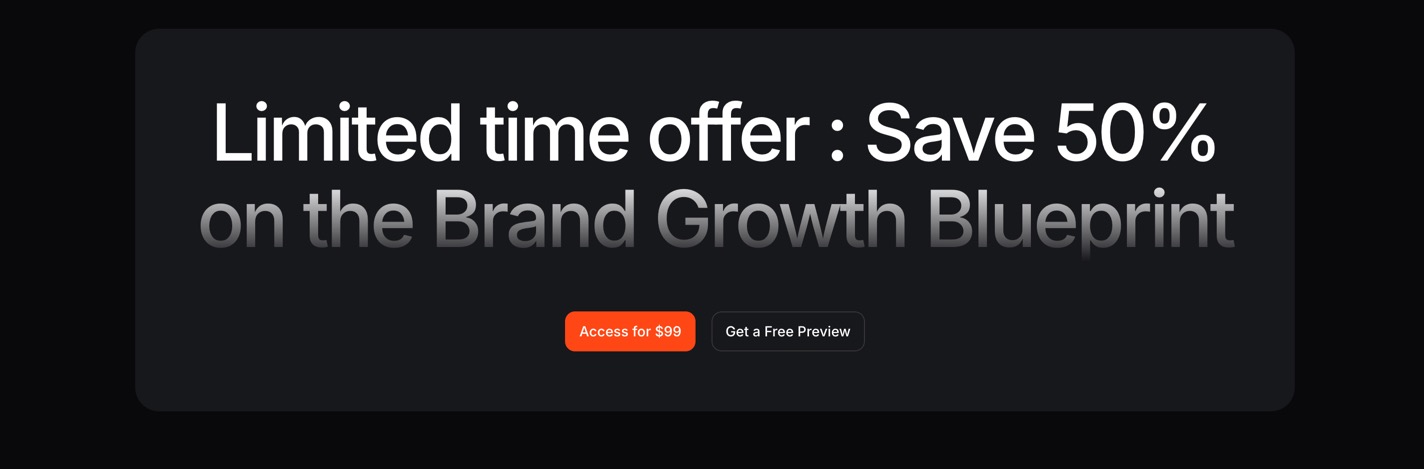 Limited time offer : Save 50%
on the Brand Growth Blueprint
Access for $99
Get a Free Preview